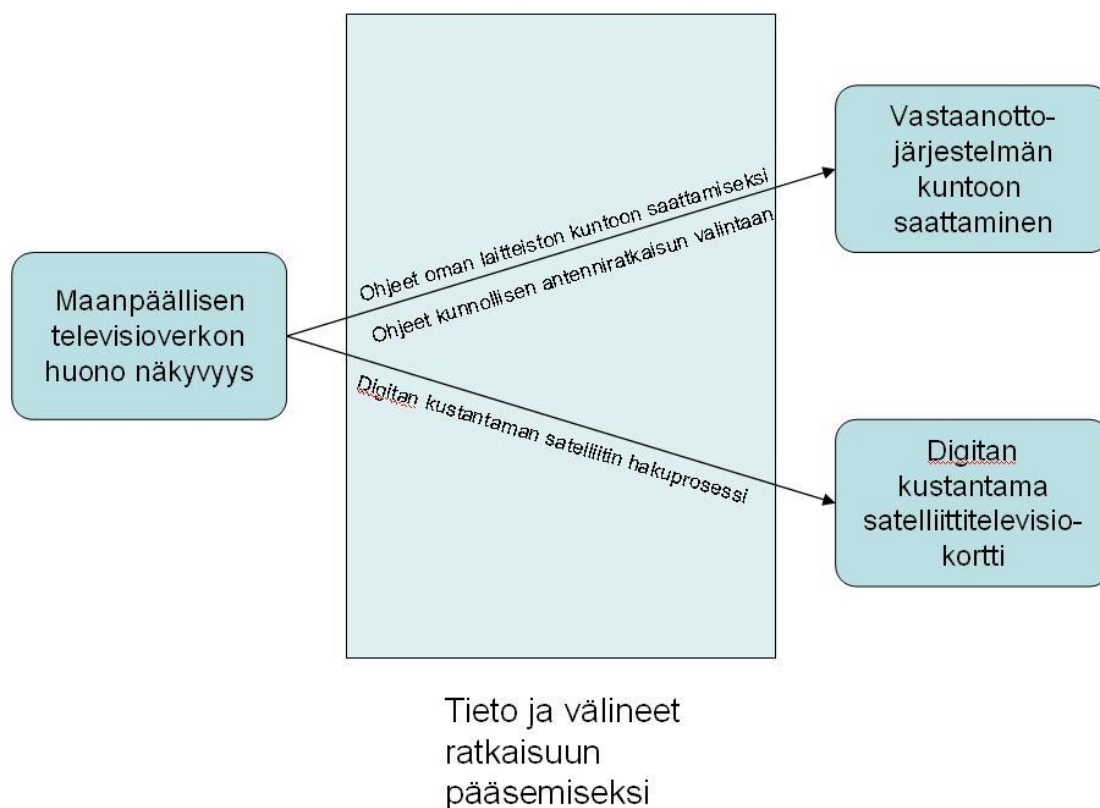 Maanpäällisen
televisioverkon
huono näkyvyys
Ohjeet oman laitteiston kuntoon saattamiseksi
Ohjeet kunnollisen antenniratkaisun valintaan
Digitan kustantaman satelliitin hakuprosessi
Vastaanotto-
järjestelmän
kuntoon
saattaminen
Digitan
kustantama
satelliittitelevisio-
kortti
Tieto ja välineet
ratkaisuun
pääsemiseksi